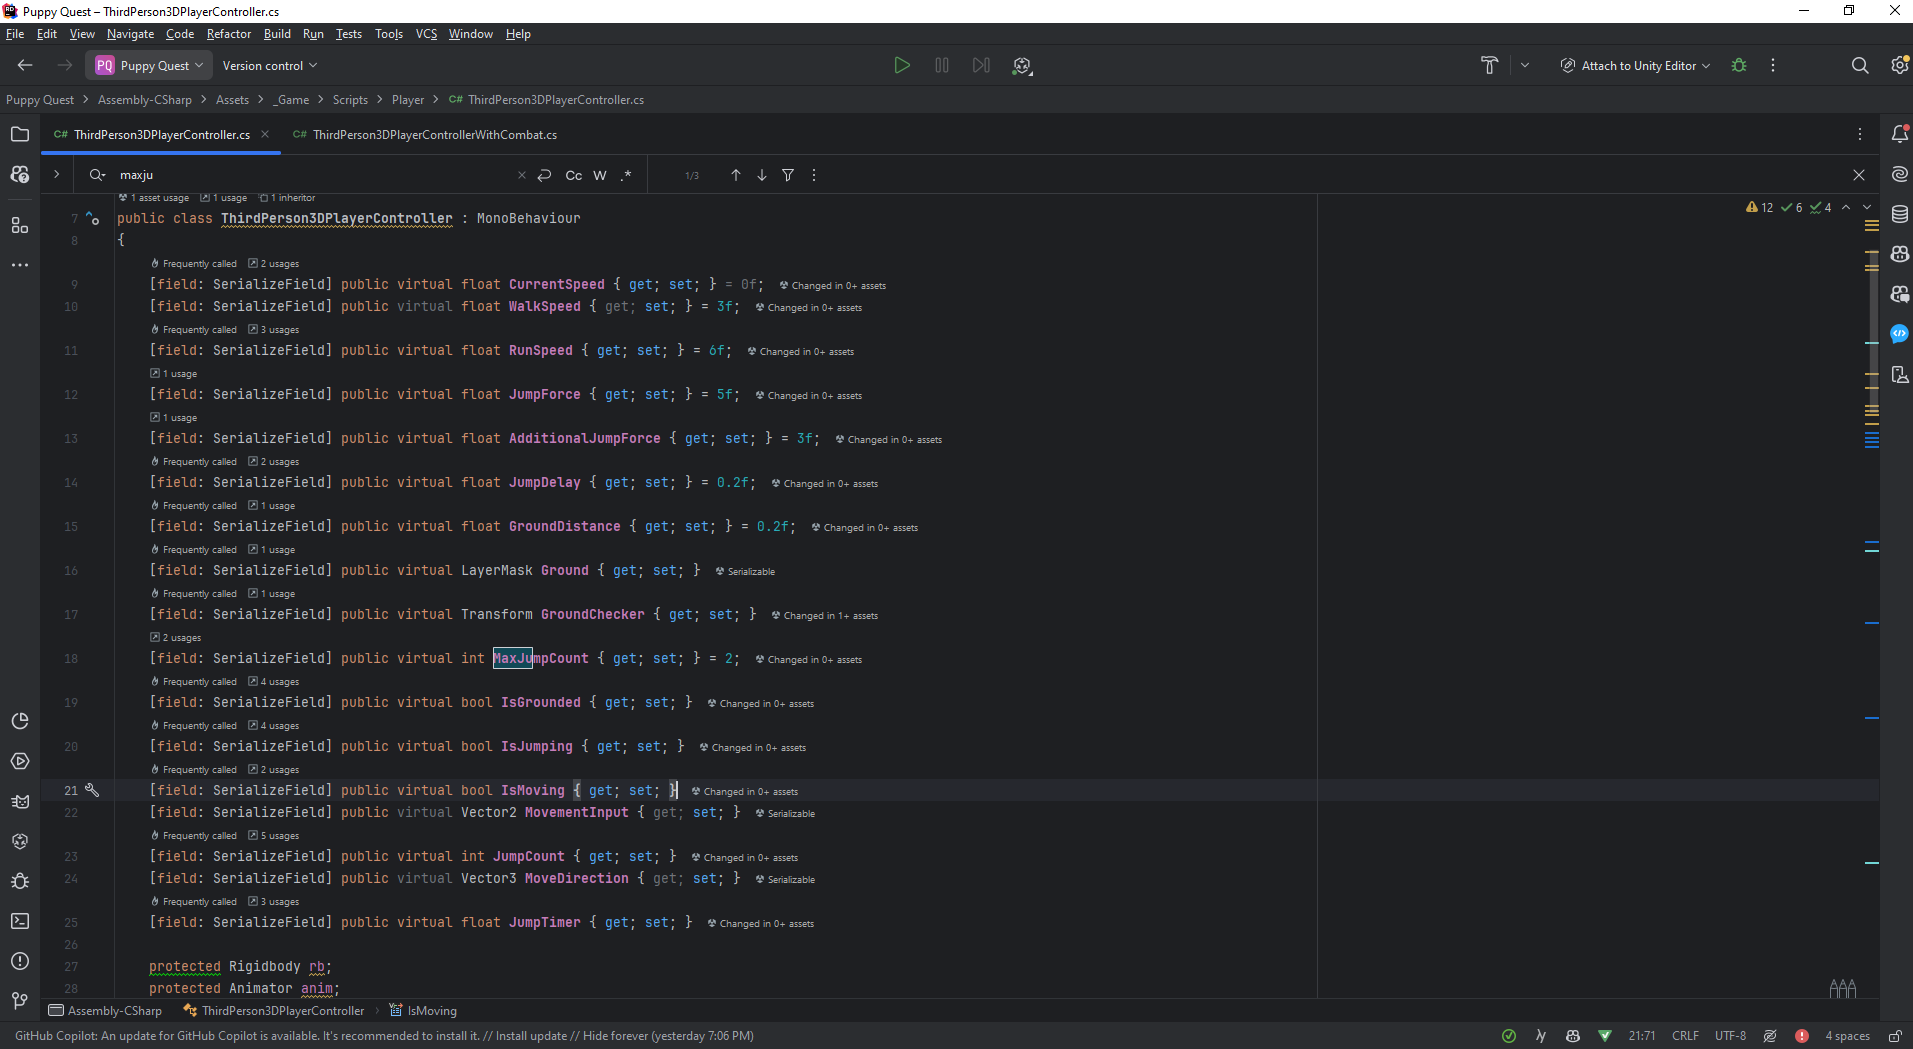 Puppy Quest – ThirdPerson3DPlayerController.cs
File Edit View Navigate Code Refactor Build Run Tests Tools VCS Window Help
PQ Puppy Quest Version control Attach to Unity Editor
Puppy Quest > Assembly-CSharp > Assets > _Game > Scripts > Player > C# ThirdPerson3DPlayerController.cs
C# ThirdPerson3DPlayerController.cs C# ThirdPerson3DPlayerControllerWithCombat.cs
maxju Cc W .* 1/3
1 asset usage 1 usage 1 inheritor
7 public class ThirdPerson3DPlayerController : MonoBehaviour 12 6 4
8 {
Frequently called 2 usages
9 [field: SerializeField] public virtual float CurrentSpeed { get; set; } = 0f; Changed in 0+ assets
10 [field: SerializeField] public virtual float WalkSpeed { get; set; } = 3f; Changed in 0+ assets
Frequently called 3 usages
11 [field: SerializeField] public virtual float RunSpeed { get; set; } = 6f; Changed in 0+ assets
1 usage
12 [field: SerializeField] public virtual float JumpForce { get; set; } = 5f; Changed in 0+ assets
1 usage
13 [field: SerializeField] public virtual float AdditionalJumpForce { get; set; } = 3f; Changed in 0+ assets
Frequently called 2 usages
14 [field: SerializeField] public virtual float JumpDelay { get; set; } = 0.2f; Changed in 0+ assets
Frequently called 1 usage
15 [field: SerializeField] public virtual float GroundDistance { get; set; } = 0.2f; Changed in 0+ assets
Frequently called 1 usage
16 [field: SerializeField] public virtual LayerMask Ground { get; set; } Serializable
Frequently called 1 usage
17 [field: SerializeField] public virtual Transform GroundChecker { get; set; } Changed in 1+ assets
2 usages
18 [field: SerializeField] public virtual int MaxJumpCount { get; set; } = 2; Changed in 0+ assets
Frequently called 4 usages
19 [field: SerializeField] public virtual bool IsGrounded { get; set; } Changed in 0+ assets
Frequently called 4 usages
20 [field: SerializeField] public virtual bool IsJumping { get; set; } Changed in 0+ assets
Frequently called 2 usages
21 [field: SerializeField] public virtual bool IsMoving { get; set; } Changed in 0+ assets
22 [field: SerializeField] public virtual Vector2 MovementInput { get; set; } Serializable
Frequently called 5 usages
23 [field: SerializeField] public virtual int JumpCount { get; set; } Changed in 0+ assets
24 [field: SerializeField] public virtual Vector3 MoveDirection { get; set; } Serializable
Frequently called 3 usages
25 [field: SerializeField] public virtual float JumpTimer { get; set; } Changed in 0+ assets
26
27 protected Rigidbody rb;
28 protected Animator anim;
Assembly-CSharp ThirdPerson3DPlayerController > IsMoving
GitHub Copilot: An update for GitHub Copilot is available. It's recommended to install it. // Install update // Hide forever (yesterday 7:06 PM) 21:71 CRLF UTF-8 4 spaces